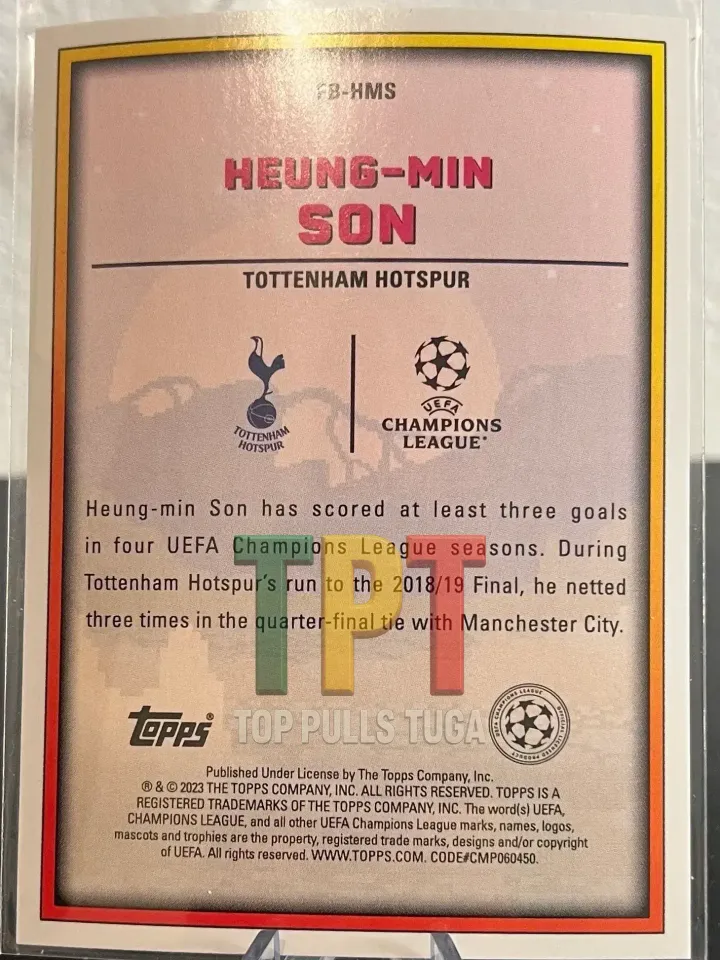 FB-HMS
HEUNG-MIN
SON
TOTTENHAM HOTSPUR
TOTTENHAM
HOTSPUR
UEFA
CHAMPIONS
LEAGUE®
Heung-min Son has scored at least three goals
in four UEFA Champions League seasons. During
Tottenham Hotspur's run to the 2018/19 Final, he netted
three times in the quarter-final tie with Manchester City.
TPT
TOP PULLS TUGA
Topps®
UEFA CHAMPIONS LEAGUE OFFICIAL LICENSED PRODUCT
Published Under License by The Topps Company, Inc.
® & © 2023 THE TOPPS COMPANY, INC. ALL RIGHTS RESERVED. TOPPS IS A
REGISTERED TRADEMARKS OF THE TOPPS COMPANY, INC. The word(s) UEFA,
CHAMPIONS LEAGUE, and all other UEFA Champions League marks, names, logos,
mascots and trophies are the property, registered trade marks, designs and/or copyright
of UEFA. All rights reserved. WWW.TOPPS.COM. CODE#CMP060450.